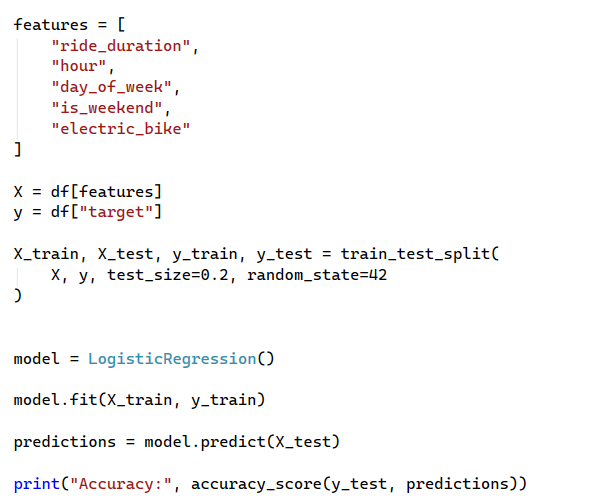 features = [
    "ride_duration",
    "hour",
    "day_of_week",
    "is_weekend",
    "electric_bike"
]
X = df[features]
y = df["target"]
X_train, X_test, y_train, y_test = train_test_split(
    X, y, test_size=0.2, random_state=42
)
model = LogisticRegression()
model.fit(X_train, y_train)
predictions = model.predict(X_test)
print("Accuracy:", accuracy_score(y_test, predictions))